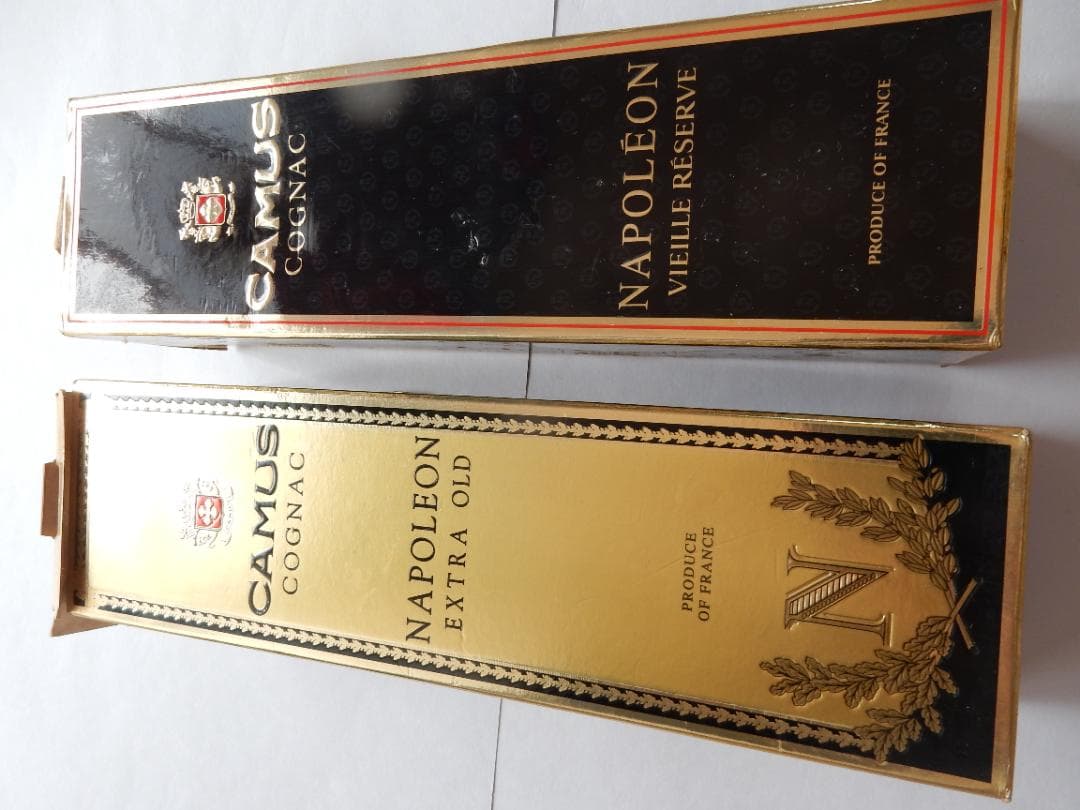 CAMUS
COGNAC
NAPOLÉON
VIEILLE RÉSERVE
PRODUCE OF FRANCE
CAMUS
COGNAC
NAPOLEON
EXTRA OLD
PRODUCE
OF FRANCE
N